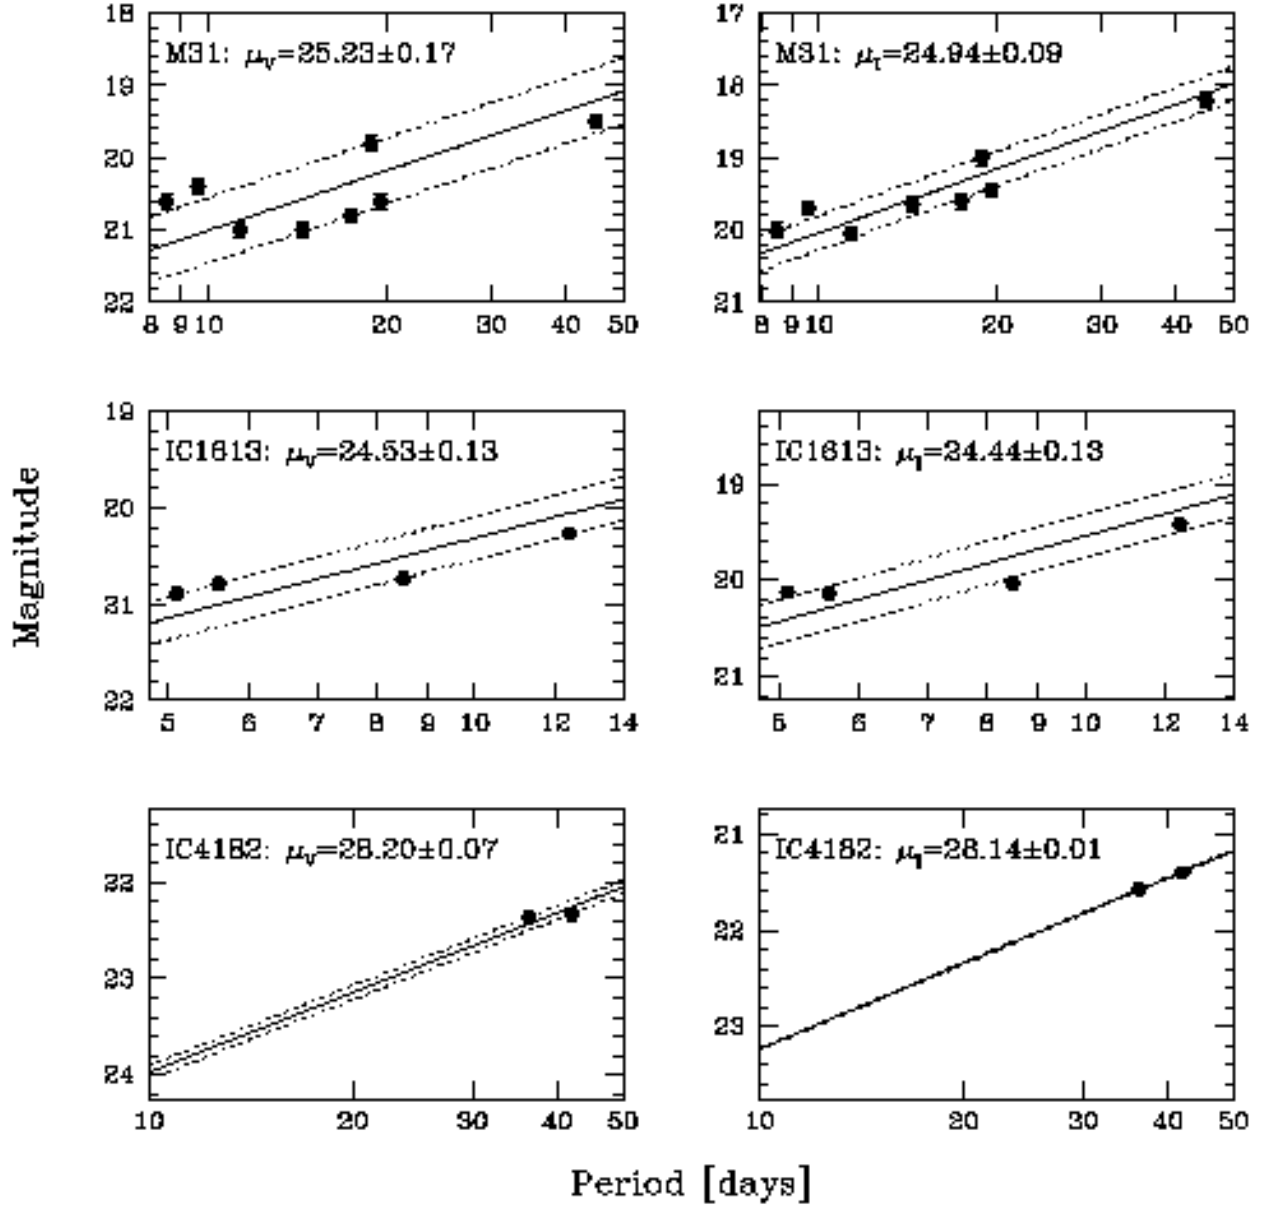 18
19
20
21
22
M31: μV=25.23±0.17
8 9 10 20 30 40 50
17
18
19
20
21
M31: μI=24.94±0.09
8 9 10 20 30 40 50
Magnitude
19
20
21
22
IC1613: μV=24.53±0.13
5 6 7 8 9 10 12 14
19
20
21
IC1613: μI=24.44±0.13
5 6 7 8 9 10 12 14
22
23
24
IC4182: μV=28.20±0.07
10 20 30 40 50
21
22
23
IC4182: μI=28.14±0.01
10 20 30 40 50
Period [days]